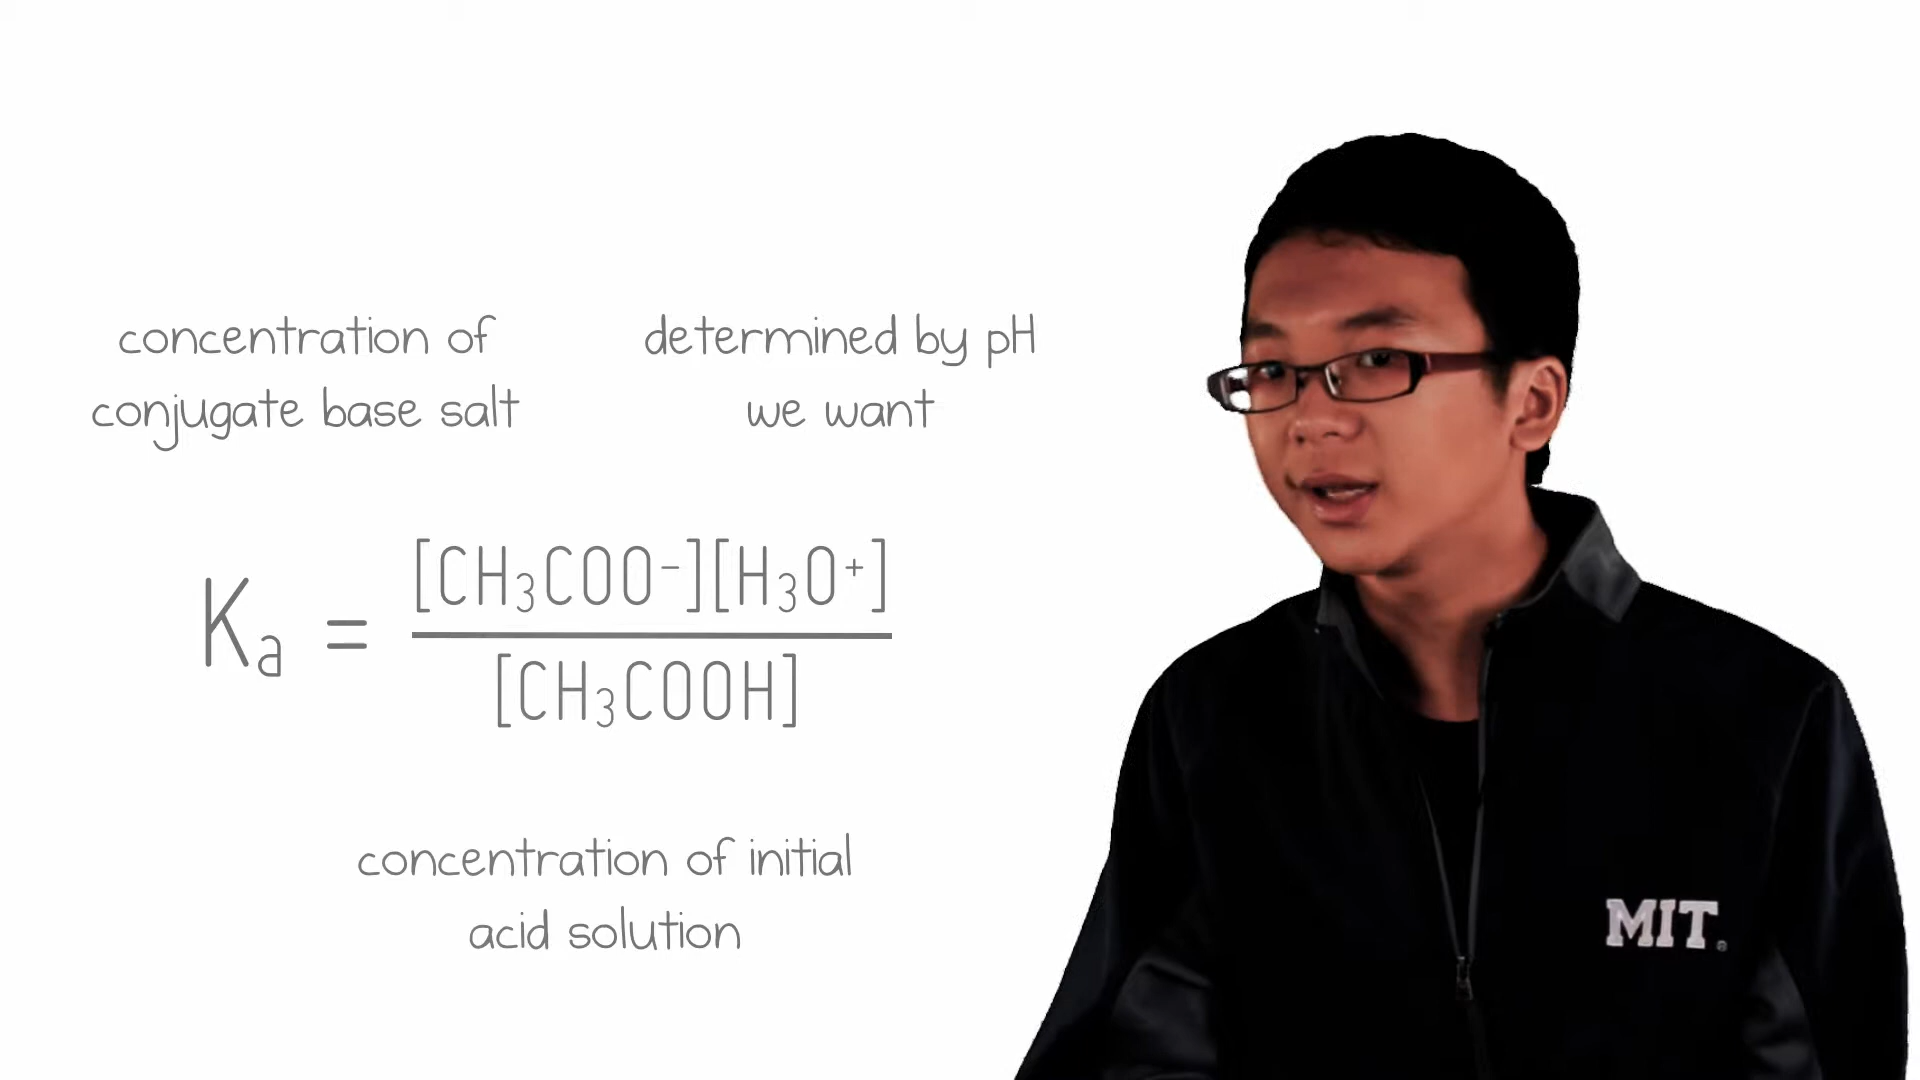 concentration of
conjugate base salt
determined by pH
we want
Kₐ = [CH₃COO⁻][H₃O⁺]
[CH₃COOH]
concentration of initial
acid solution
MIT®